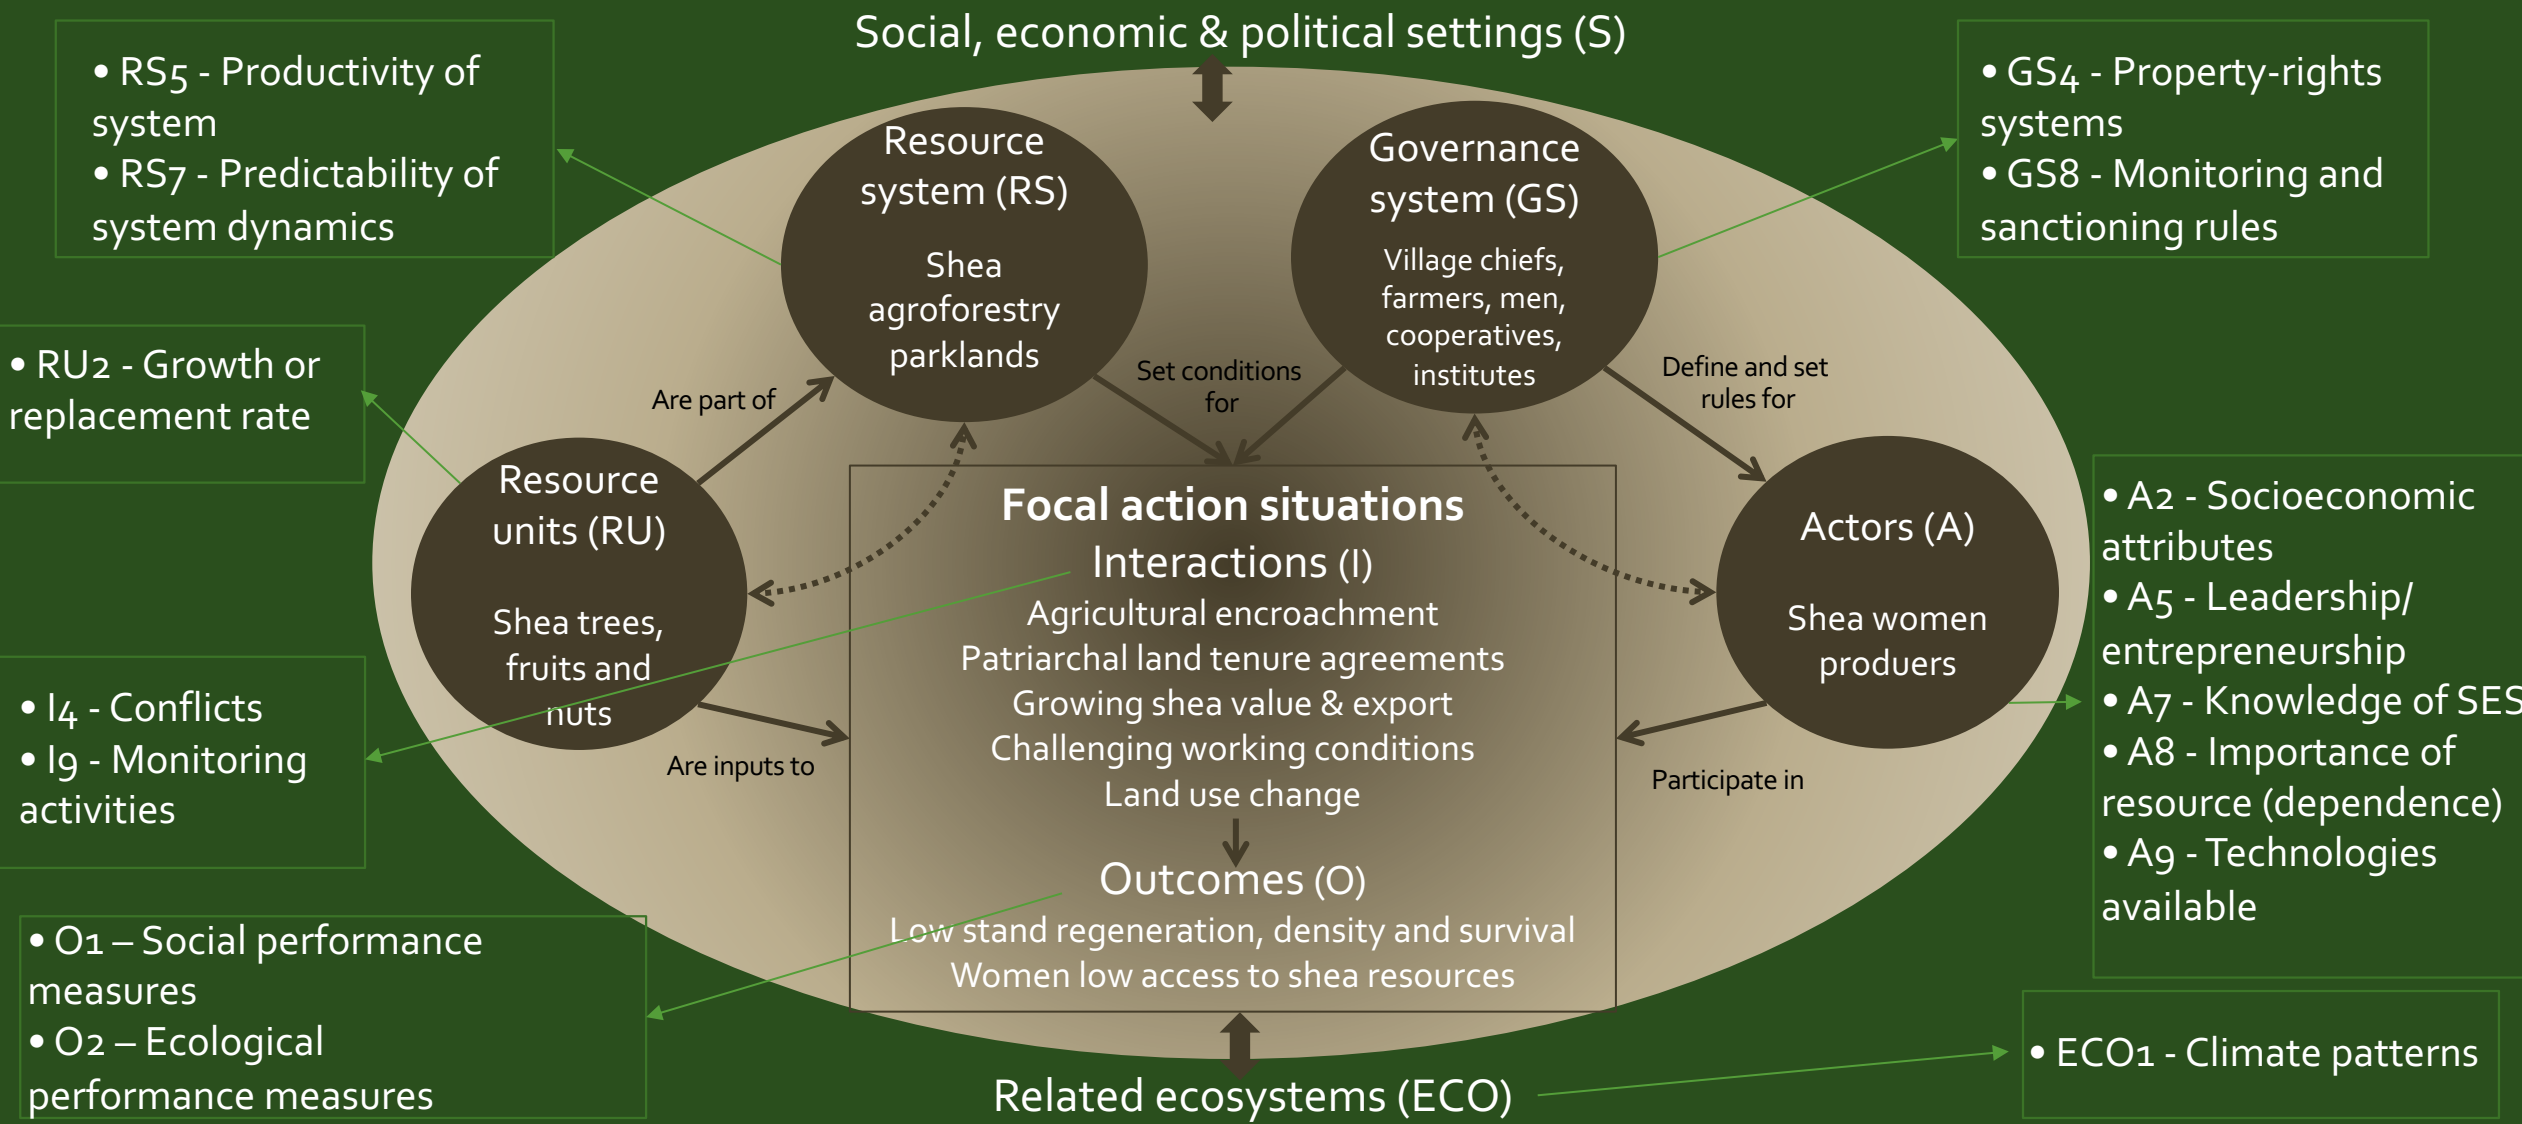 Social, economic & political settings (S)
• RS5 - Productivity of
system
• RS7 - Predictability of
system dynamics
Resource
system (RS)
Shea
agroforestry
parklands
Governance
system (GS)
Village chiefs,
farmers, men,
cooperatives,
institutes
• GS4 - Property-rights
systems
• GS8 - Monitoring and
sanctioning rules
• RU2 - Growth or
replacement rate
Are part of
Set conditions
for
Define and set
rules for
Resource
units (RU)
Shea trees,
fruits and
nuts
Focal action situations
Interactions (I)
Agricultural encroachment
Patriarchal land tenure agreements
Growing shea value & export
Challenging working conditions
Land use change
Outcomes (O)
Low stand regeneration, density and survival
Women low access to shea resources
Actors (A)
Shea women
produers
• A2 - Socioeconomic
attributes
• A5 - Leadership/
entrepreneurship
• A7 - Knowledge of SES
• A8 - Importance of
resource (dependence)
• A9 - Technologies
available
• I4 - Conflicts
• I9 - Monitoring
activities
Are inputs to
Participate in
• O1 – Social performance
measures
• O2 – Ecological
performance measures
Related ecosystems (ECO)
• ECO1 - Climate patterns